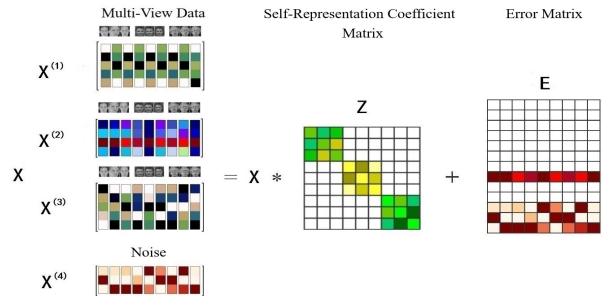 Multi-View Data
Self-Representation Coefficient
Matrix
Error Matrix
X(1)
X(2)
X
X(3)
Noise
X(4)
= X *
Z
+
E